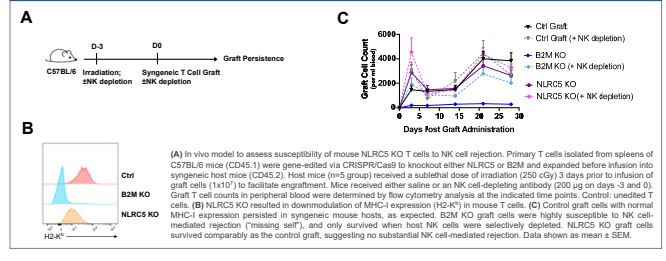 A
D-3
D0
Graft Persistence
C57BL/6
Irradiation;
±NK depletion
Syngeneic T Cell Graft
±NK depletion
B
Ctrl
B2M KO
NLRC5 KO
H2-Kᵇ
C
Graft Cell Count
(per ml blood)
6000
4000
2000
0
0
5
10
15
20
25
30
Days Post Graft Administration
Ctrl Graft
Ctrl Graft (+ NK depletion)
B2M KO
B2M KO (+ NK depletion)
NLRC5 KO
NLRC5 KO(+ NK depletion)
(A) In vivo model to assess susceptibility of mouse NLRC5 KO T cells to NK cell rejection. Primary T cells isolated from spleens of
C57BL/6 mice (CD45.1) were gene-edited via CRISPR/Cas9 to knockout either NLRC5 or B2M and expanded before infusion into
syngeneic mice (CD45.2). Host mice (n=5 group) received a sublethal dose of irradiation (250 cGy) 3 days prior to infusion of
graft cells (1x10⁷) to facilitate engraftment. Mice received either saline or an NK cell-depleting antibody (200 µg on days -3 and 0).
Graft T cell counts in peripheral blood were determined by flow cytometry analysis at the indicated time points. Control: unedited T
cells. (B) NLRC5 KO resulted in downmodulation of MHC-I expression (H2-Kᵇ) in mouse T cells. (C) Control graft cells with normal
MHC-I expression persisted in syngeneic mouse hosts, as expected. B2M KO graft cells were highly susceptible to NK cell-
mediated rejection ("missing self"), and only survived when host NK cells were selectively depleted. NLRC5 KO graft cells
survived comparably as the control graft, suggesting no substantial NK cell-mediated rejection. Data shown as mean ± SEM.